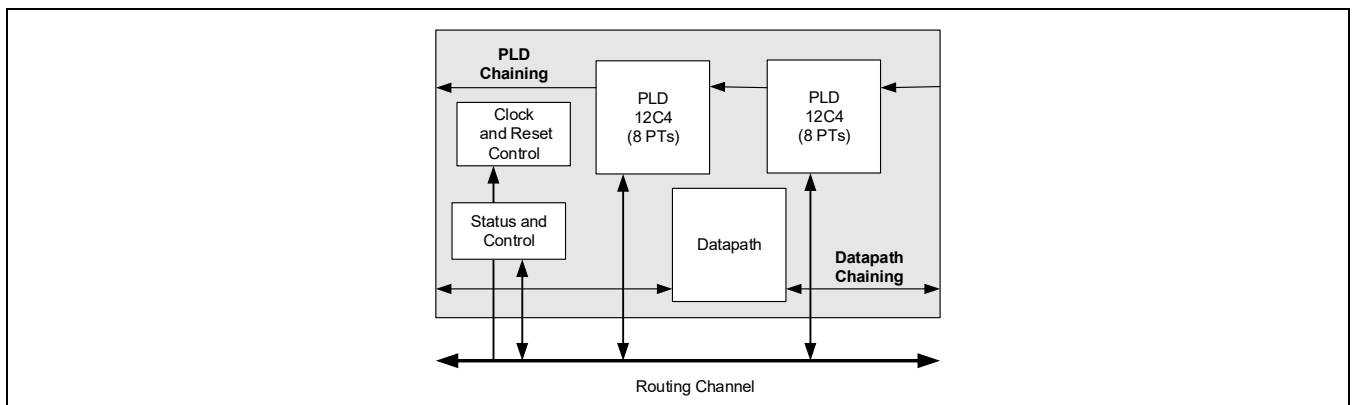 PLD
Chaining
PLD
12C4
(8 PTs)
PLD
12C4
(8 PTs)
Clock
and Reset
Control
Status and
Control
Datapath
Datapath
Chaining
Routing Channel